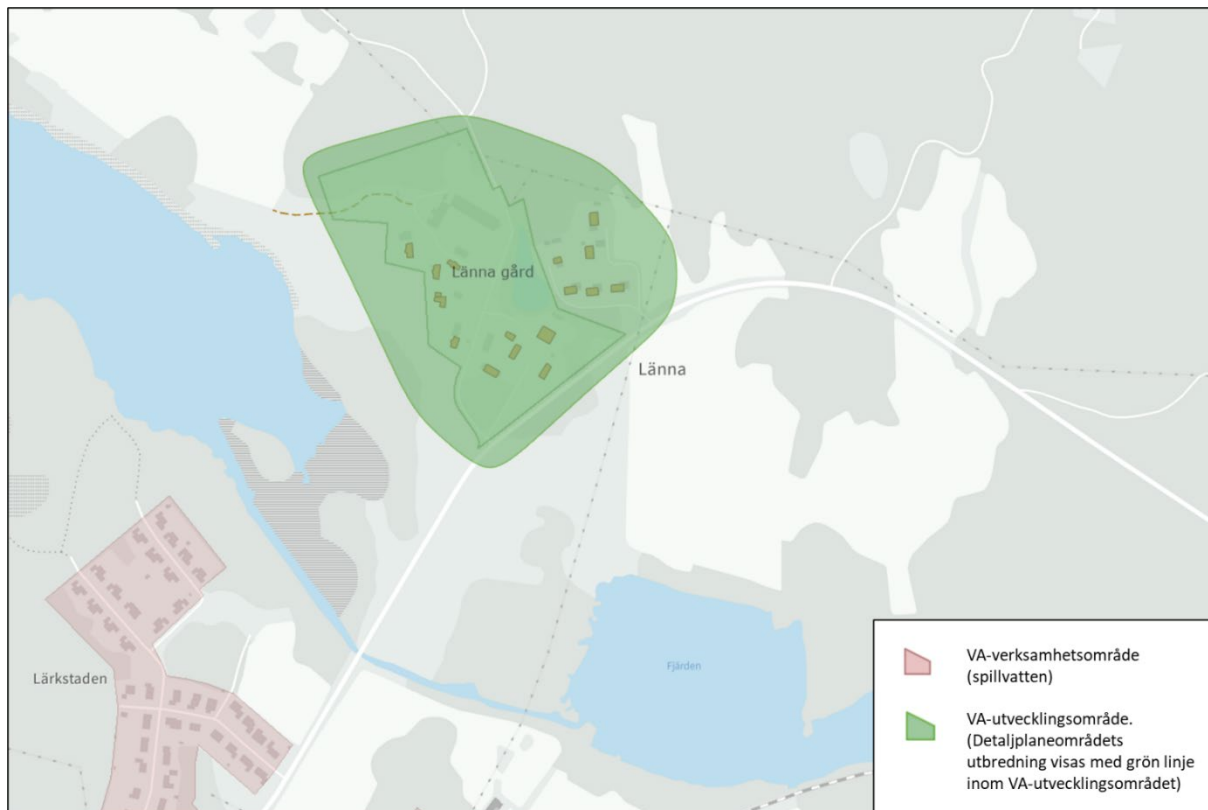 Länna gård
Länna
Lärkstaden
Fjärden
VA-verksamhetsområde
(spillvatten)
VA-utvecklingsområde.
(Detaljplaneområdets
utbredning visas med grön linje
inom VA-utvecklingsområdet)